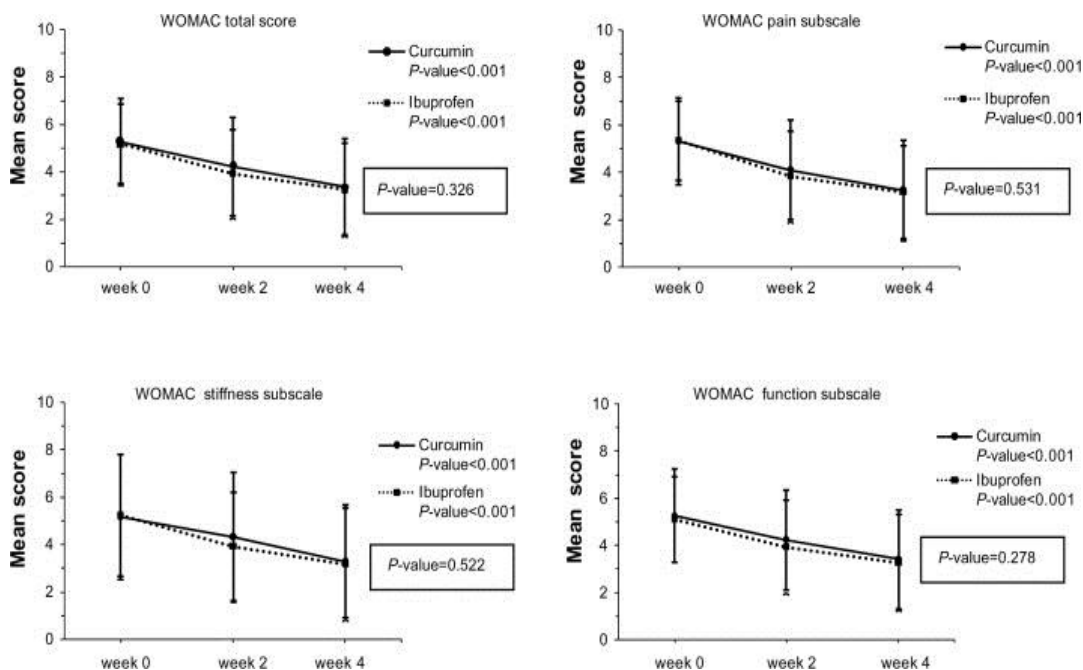 WOMAC total score
10
8
6
4
2
0
Mean score
Curcumin
P-value<0.001
Ibuprofen
P-value<0.001
P-value=0.326
week 0 week 2 week 4
WOMAC pain subscale
10
8
6
4
2
0
Mean score
Curcumin
P-value<0.001
Ibuprofen
P-value<0.001
P-value=0.531
week 0 week 2 week 4
WOMAC stiffness subscale
10
8
6
4
2
0
Mean score
Curcumin
P-value<0.001
Ibuprofen
P-value<0.001
P-value=0.522
week 0 week 2 week 4
WOMAC function subscale
10
8
6
4
2
0
Mean score
Curcumin
P-value<0.001
Ibuprofen
P-value<0.001
P-value=0.278
week 0 week 2 week 4